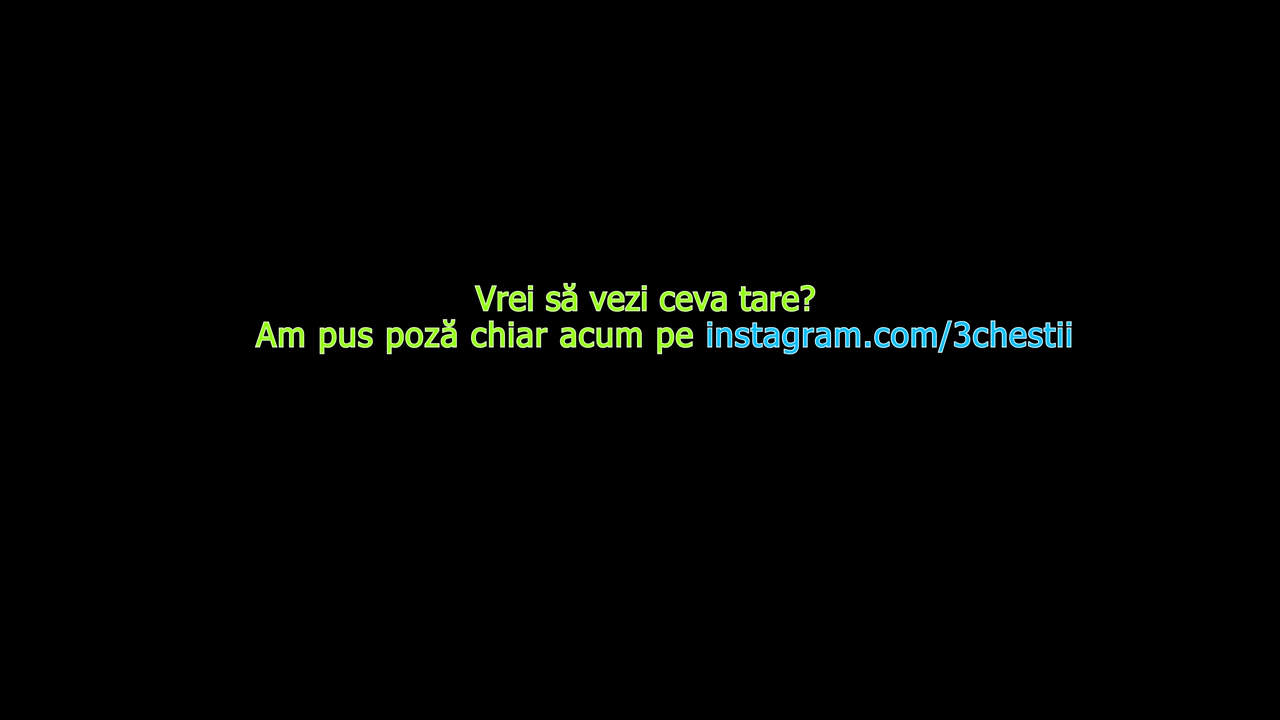 Vrei să vezi ceva tare?
Am pus poză chiar acum pe instagram.com/3chestii